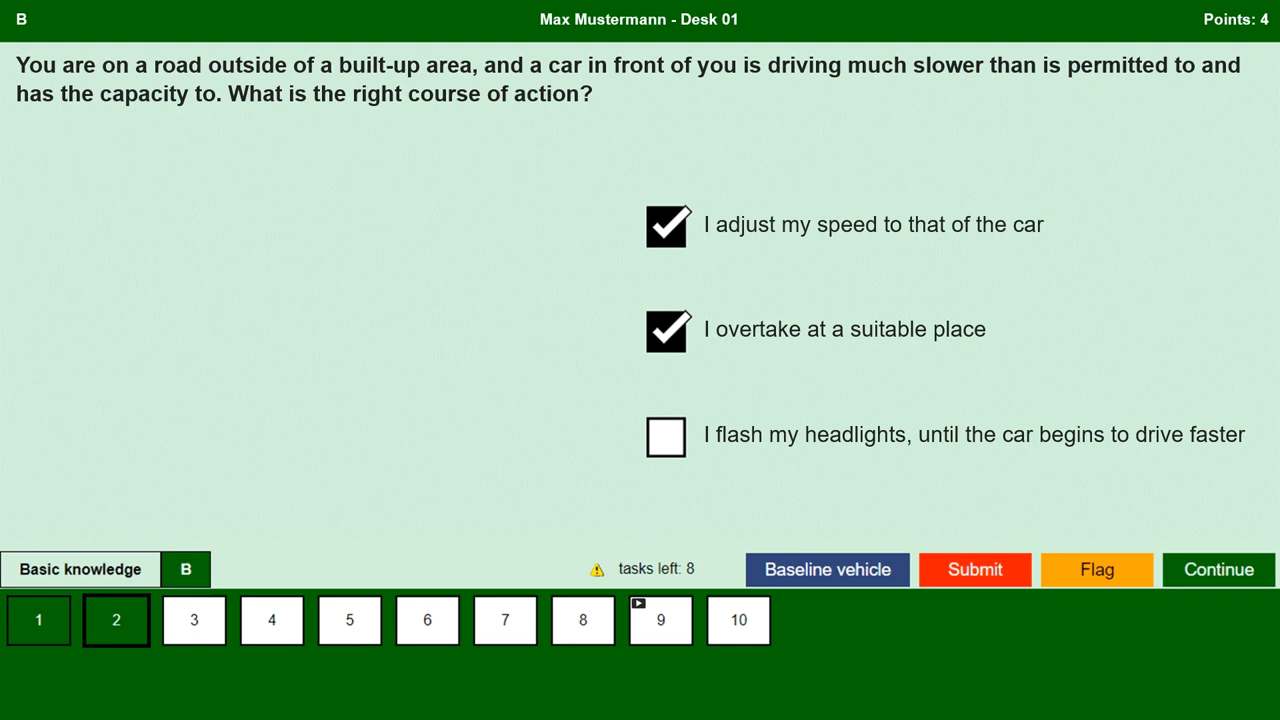 B
Max Mustermann - Desk 01
Points: 4
You are on a road outside of a built-up area, and a car in front of you is driving much slower than is permitted to and
has the capacity to. What is the right course of action?
I adjust my speed to that of the car
I overtake at a suitable place
I flash my headlights, until the car begins to drive faster
Basic knowledge
B
tasks left: 8
Baseline vehicle
Submit
Flag
Continue
1
2
3
4
5
6
7
8
9
10